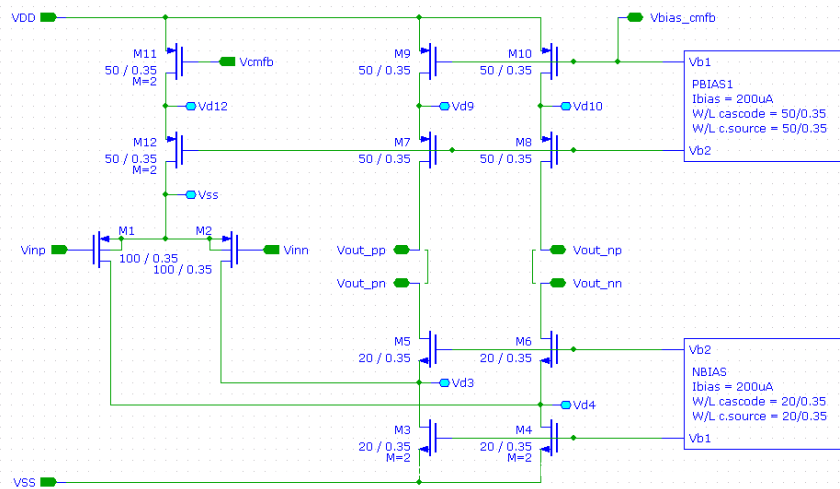 VDD
Vbias_cmfb
M11
50 / 0.35
M=2
Vcmfb
M9
50 / 0.35
M10
50 / 0.35
Vb1
PBIAS1
Ibias = 200uA
W/L cascode = 50/0.35
W/L c.source = 50/0.35
Vb2
Vd12
Vd9
Vd10
M12
50 / 0.35
M=2
M7
50 / 0.35
M8
50 / 0.35
Vss
Vinp
M1
100 / 0.35
M2
100 / 0.35
Vinn
Vout_pp
Vout_np
Vout_pn
Vout_nn
M5
20 / 0.35
M6
20 / 0.35
Vb2
NBIAS
Ibias = 200uA
W/L cascode = 20/0.35
W/L c.source = 20/0.35
Vb1
Vd3
Vd4
M3
20 / 0.35
M=2
M4
20 / 0.35
M=2
VSS